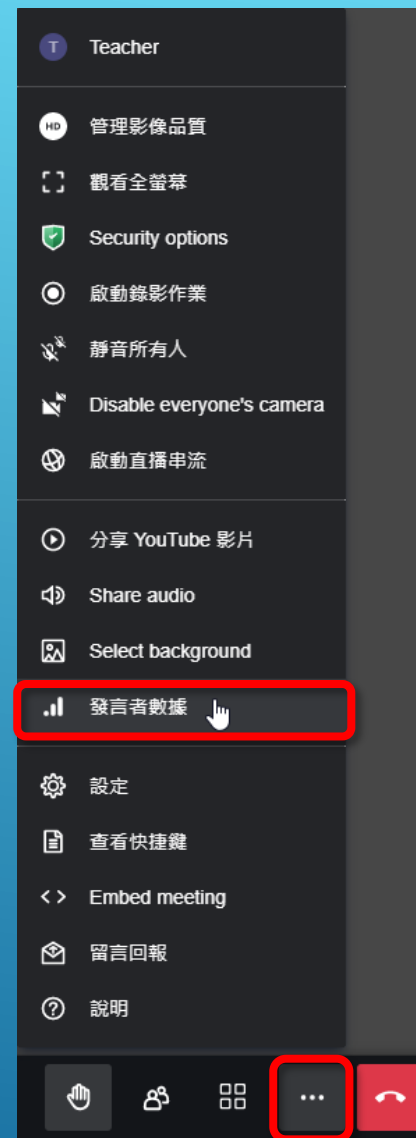 T Teacher
HD 管理影像品質
觀看全螢幕
Security options
啟動錄影作業
靜音所有人
Disable everyone's camera
啟動直播串流
分享 YouTube 影片
Share audio
Select background
發言者數據
設定
查看快捷鍵
Embed meeting
留言回報
說明